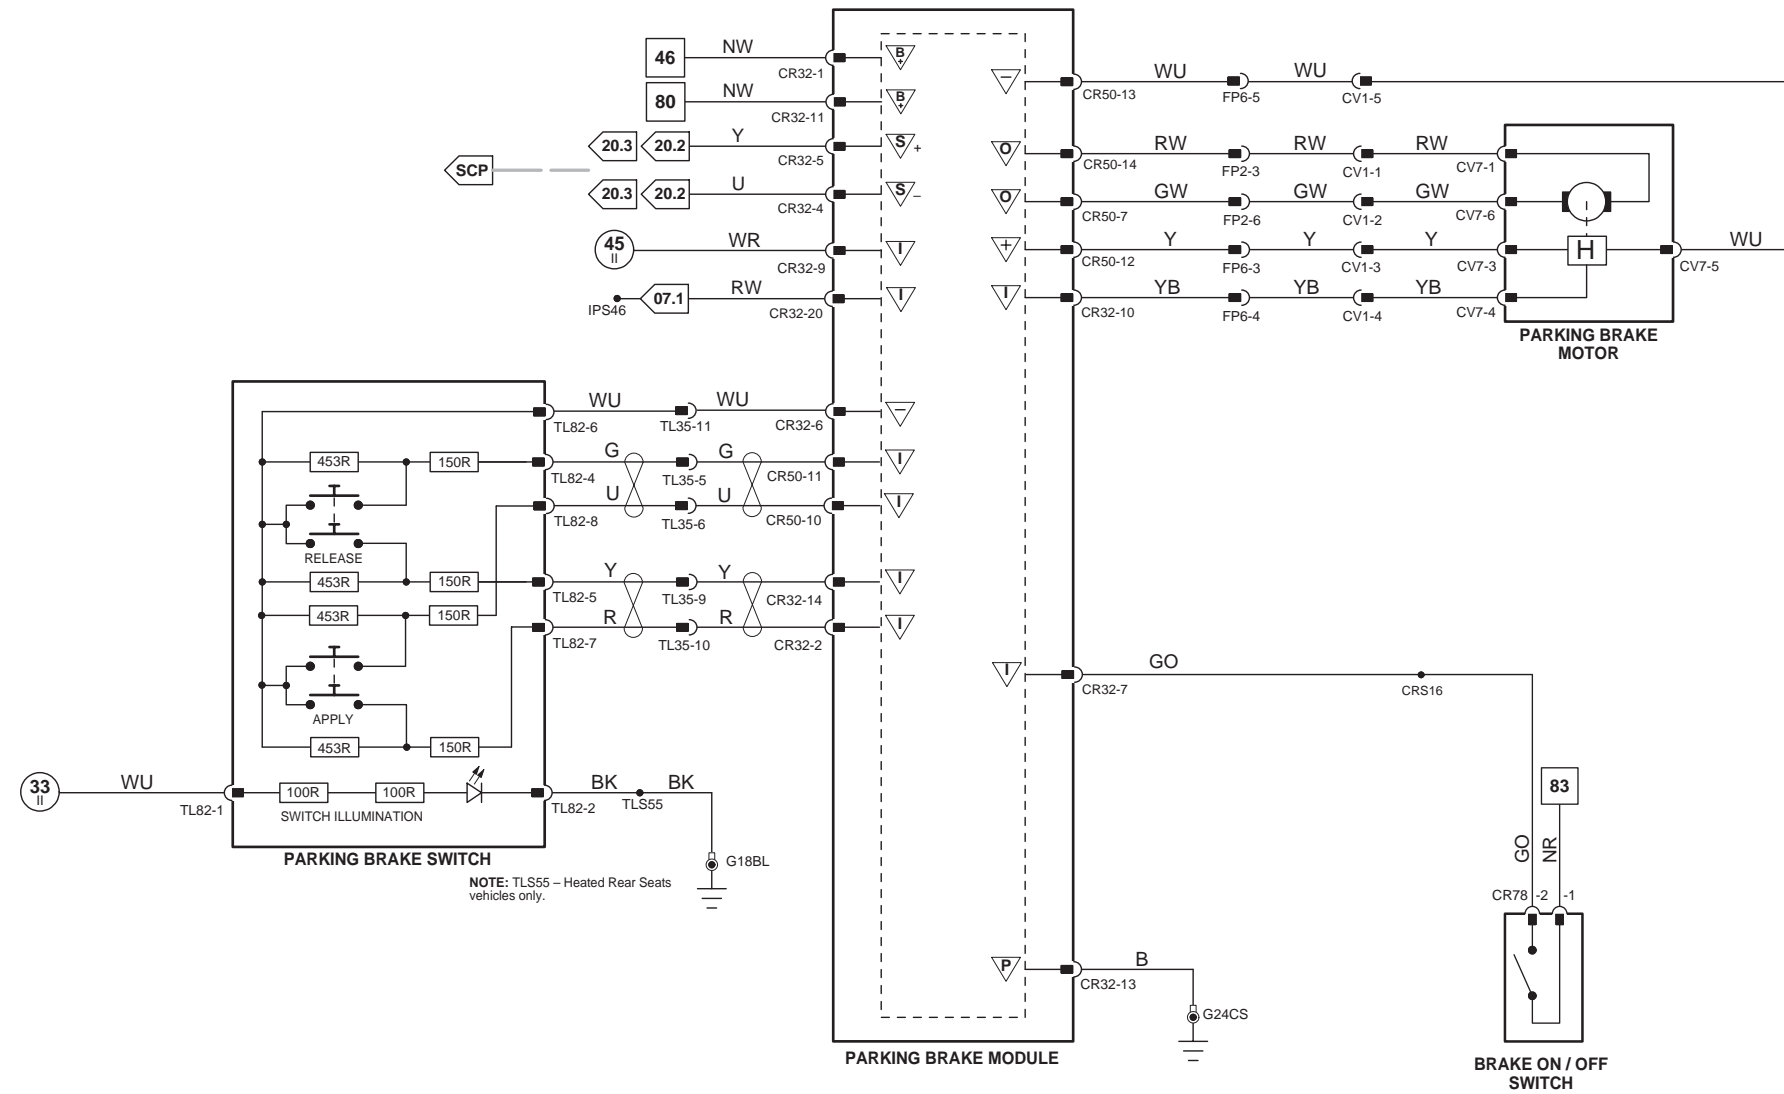 46
NW
CR32-1
B
+
80
NW
CR32-11
B
+
20.3
20.2
Y
CR32-5
S
+
SCP
20.3
20.2
U
CR32-4
S
–
45
II
WR
CR32-9
I
IPS46
07.1
RW
CR32-20
I
–
CR50-13
WU
FP6-5
WU
CV1-5
O
CR50-14
RW
FP2-3
RW
CV1-1
RW
CV7-1
O
CR50-7
GW
FP2-6
GW
CV1-2
GW
CV7-6
+
CR50-12
Y
FP6-3
Y
CV1-3
Y
CV7-3
H
CV7-5
WU
I
CR32-10
YB
FP6-4
YB
CV1-4
YB
CV7-4
PARKING BRAKE
MOTOR
TL82-6
WU
TL35-11
WU
CR32-6
–
453R
150R
TL82-4
G
TL35-5
G
CR50-11
I
TL82-8
U
TL35-6
U
CR50-10
I
RELEASE
453R
150R
TL82-5
Y
TL35-9
Y
CR32-14
I
453R
150R
TL82-7
R
TL35-10
R
CR32-2
I
APPLY
453R
150R
33
II
WU
TL82-1
100R
100R
SWITCH ILLUMINATION
TL82-2
BK
TLS55
BK
G18BL
PARKING BRAKE SWITCH
NOTE: TLS55 – Heated Rear Seats
vehicles only.
I
CR32-7
GO
CRS16
83
GO
NR
CR78
-2
-1
P
CR32-13
B
G24CS
PARKING BRAKE MODULE
BRAKE ON / OFF
SWITCH